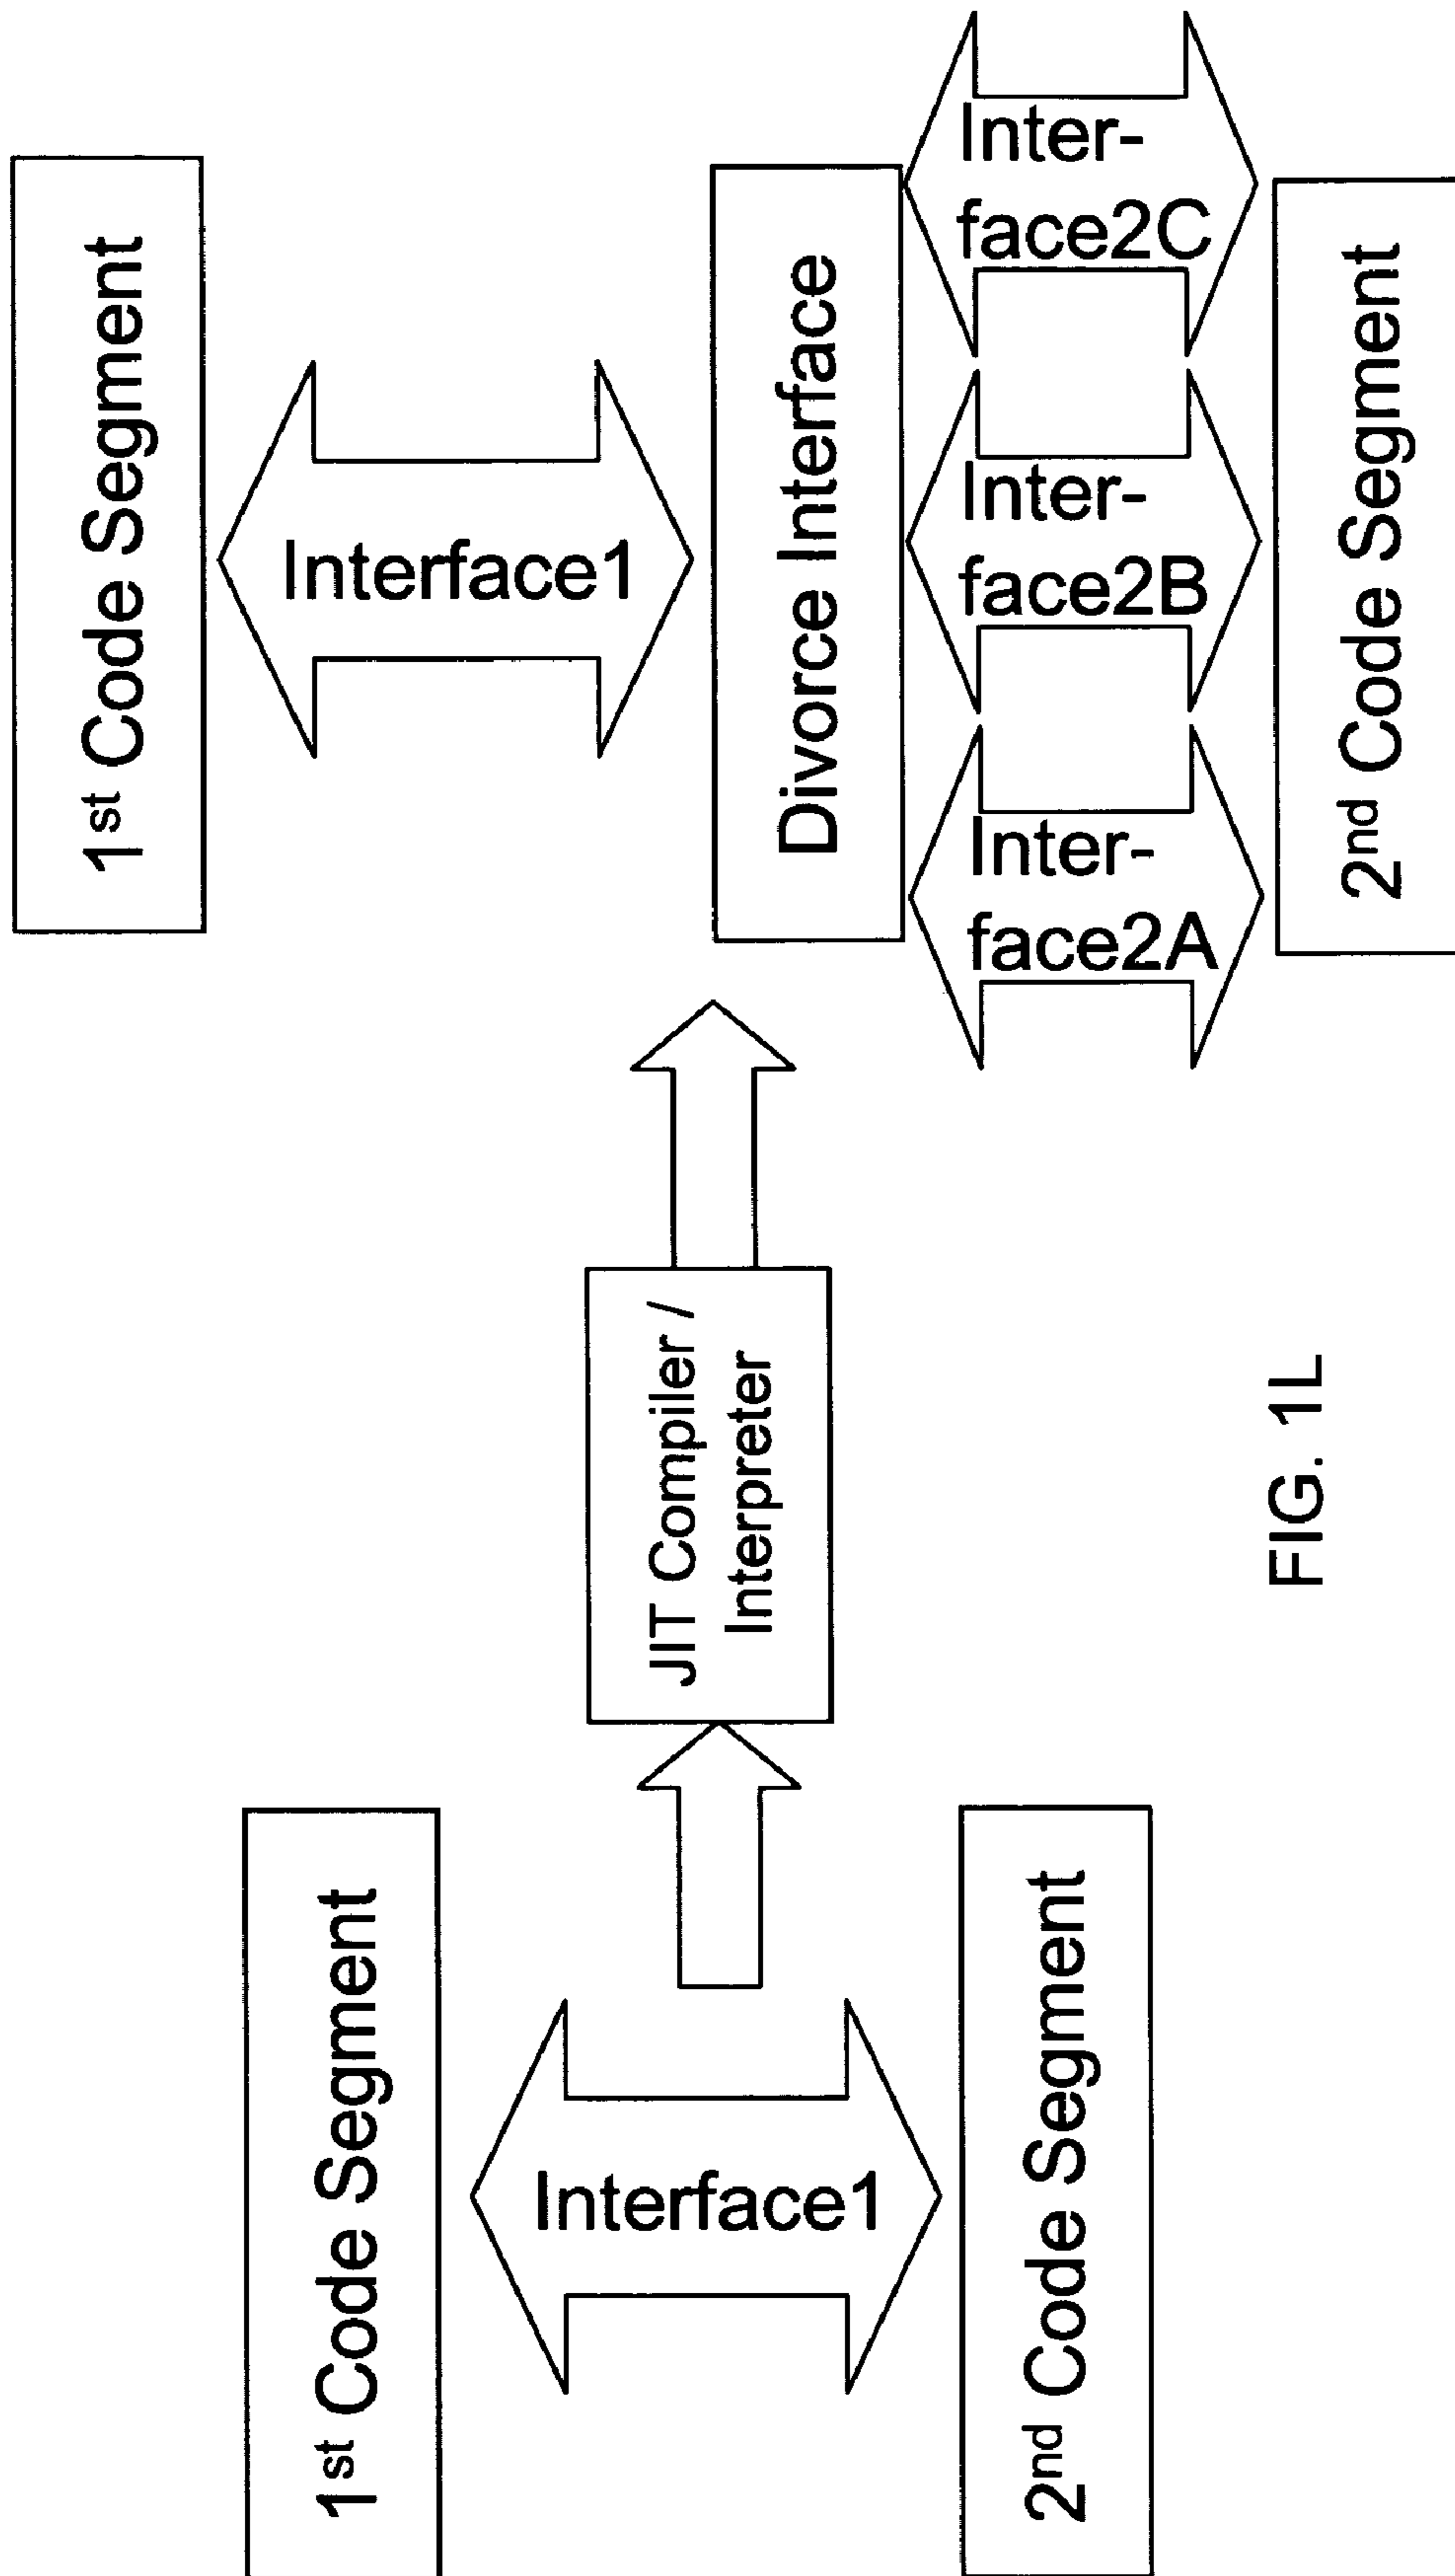 1st Code Segment
Interface1
2nd Code Segment
JIT Compiler /
Interpreter
1st Code Segment
Interface1
Divorce Interface
Inter-
face2A
Inter-
face2B
Inter-
face2C
2nd Code Segment
FIG. 1L